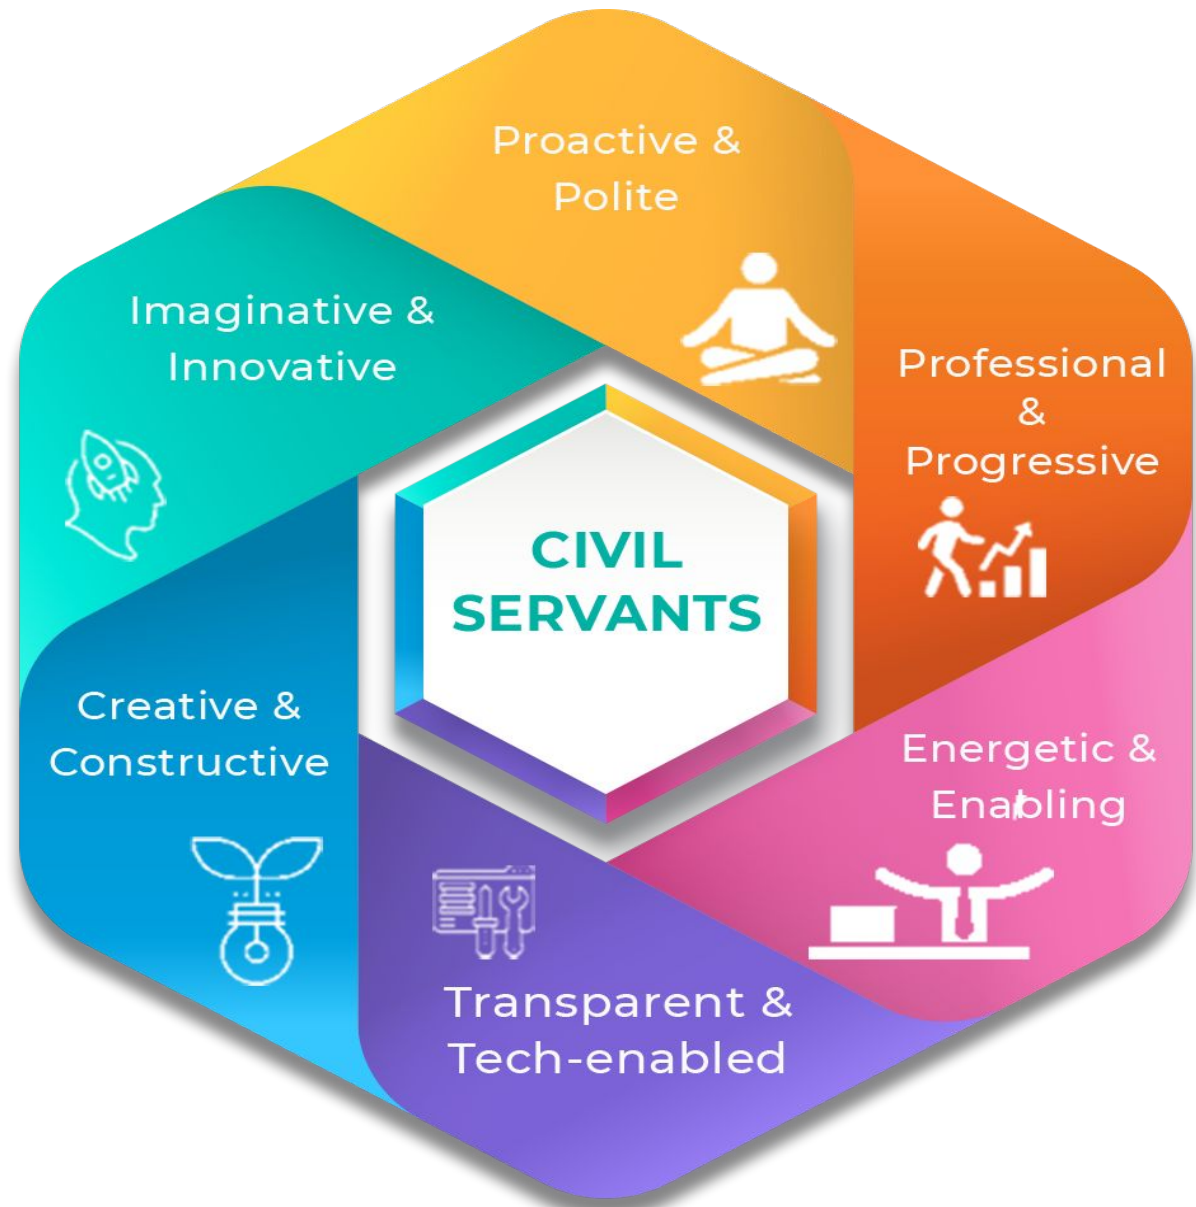 Proactive &
Polite
Professional
&
Progressive
Energetic &
Enabling
Transparent &
Tech-enabled
Creative &
Constructive
Imaginative &
Innovative
CIVIL
SERVANTS